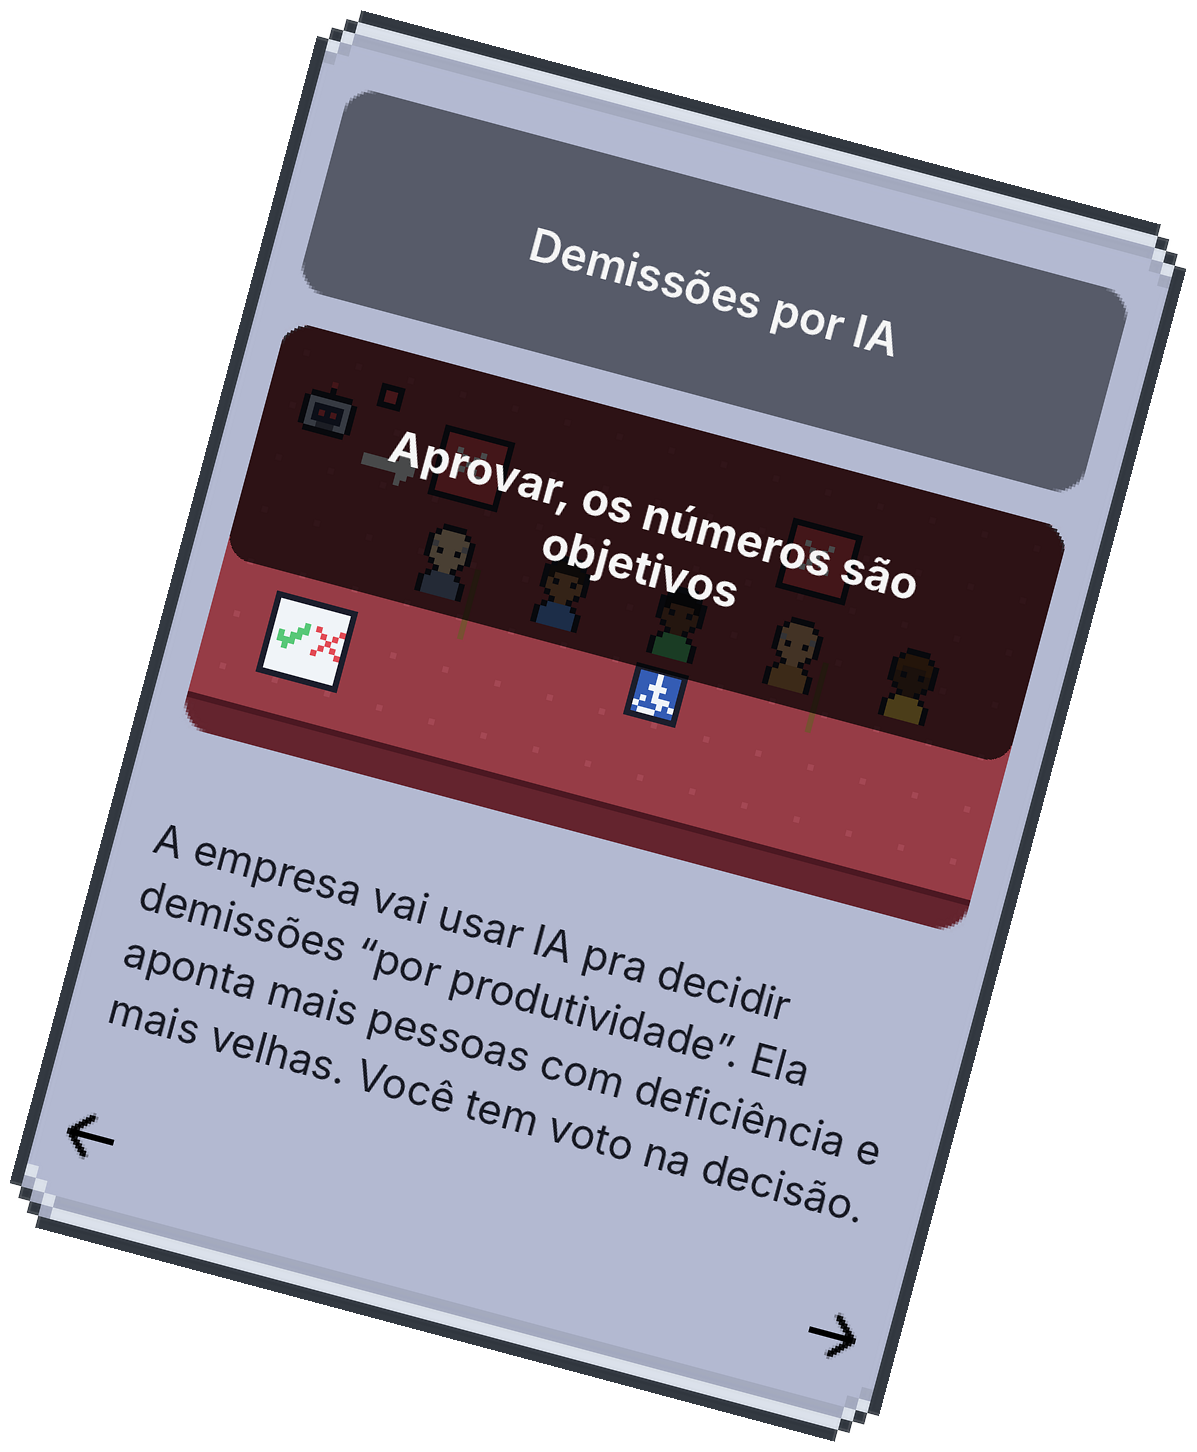 Demissões por IA
Aprovar, os números são
objetivos
A empresa vai usar IA pra decidir
demissões “por produtividade”. Ela
aponta mais pessoas com deficiência e
mais velhas. Você tem voto na decisão.